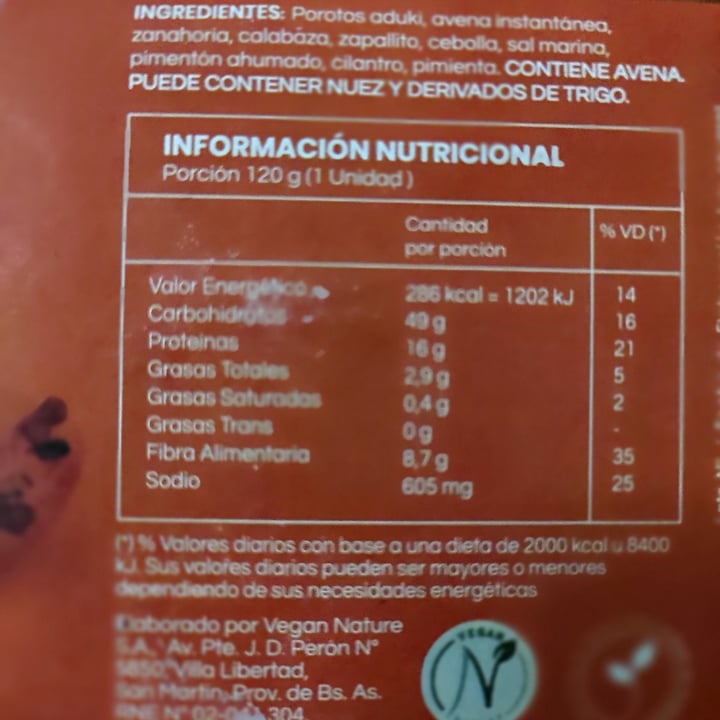 INGREDIENTES: Porotos aduki, avena instantánea,
zanahoria, calabaza, zapallito, cebolla, sal marina,
pimentón ahumado, cilantro, pimienta. CONTIENE AVENA.
PUEDE CONTENER NUEZ Y DERIVADOS DE TRIGO.
INFORMACIÓN NUTRICIONAL
Porción 120 g (1 Unidad)
Cantidad
por porción
% VD (*)
Valor Energético 286 kcal = 1202 kJ 14
Carbohidratos 49 g 16
Proteinas 16 g 21
Grasas Totales 2,9 g 5
Grasas Saturadas 0,4 g 2
Grasas Trans 0 g -
Fibra Alimentaria 8,7 g 35
Sodio 605 mg 25
(*) % Valores diarios con base a una dieta de 2000 kcal u 8400
kJ. Sus valores diarios pueden ser mayores o menores
dependiendo de sus necesidades energéticas
Elaborado por Vegan Nature
S.A., Av. Pte. J. D. Perón N°
5850, Villa Libertad,
San Martin, Prov. de Bs. As.
RNE N° 304
VEGAN